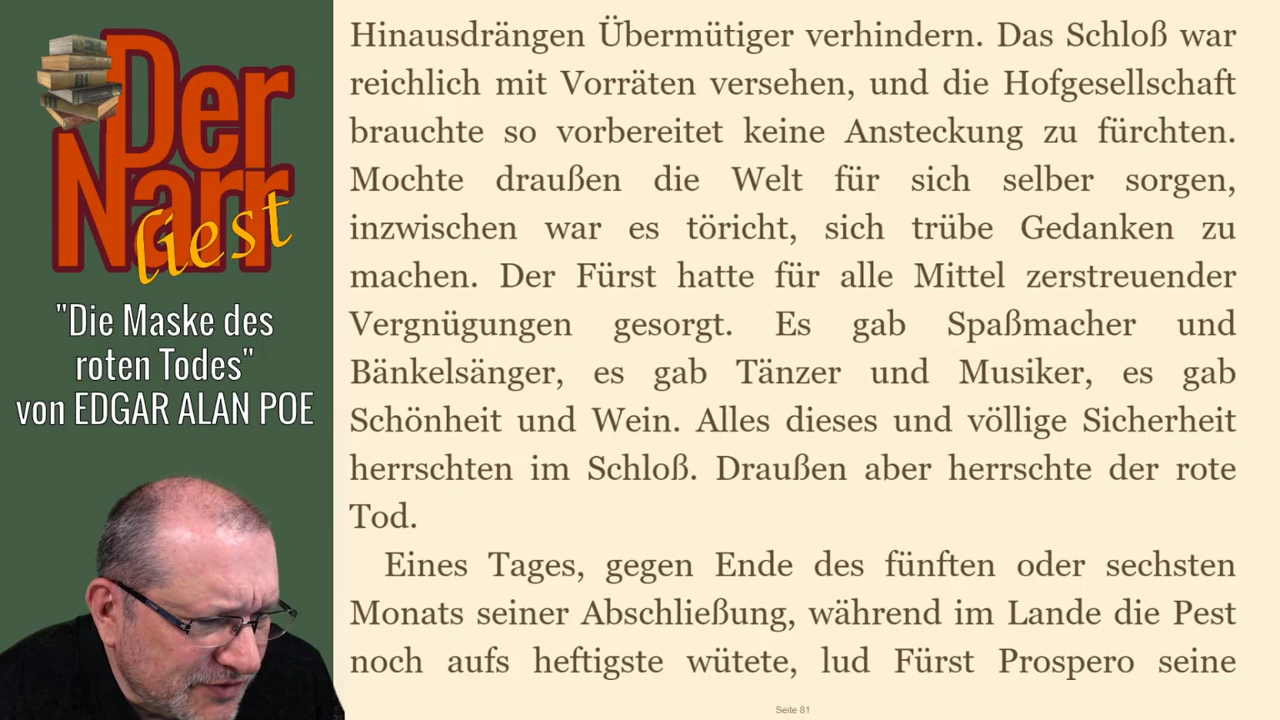 Der
Narr
liest
"Die Maske des
roten Todes"
von EDGAR ALAN POE
Hinausdrängen Übermütiger verhindern. Das Schloß war
reichlich mit Vorräten versehen, und die Hofgesellschaft
brauchte so vorbereitet keine Ansteckung zu fürchten.
Mochte draußen die Welt für sich selber sorgen,
inzwischen war es töricht, sich trübe Gedanken zu
machen. Der Fürst hatte für alle Mittel zerstreuender
Vergnügungen gesorgt. Es gab Spaßmacher und
Bänkelsänger, es gab Tänzer und Musiker, es gab
Schönheit und Wein. Alles dieses und völlige Sicherheit
herrschten im Schloß. Draußen aber herrschte der rote
Tod.
Eines Tages, gegen Ende des fünften oder sechsten
Monats seiner Abschließung, während im Lande die Pest
noch aufs heftigste wütete, lud Fürst Prospero seine
Seite 81